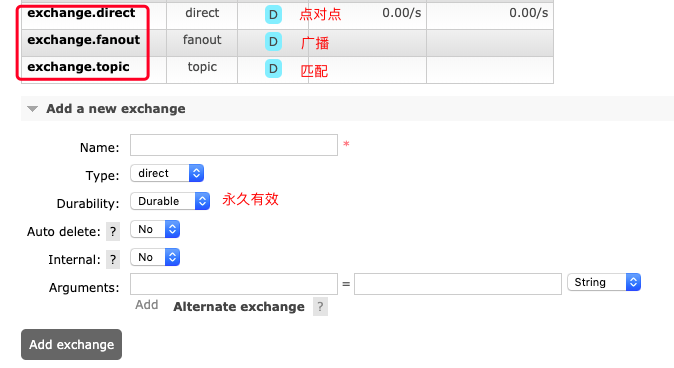 exchange.direct direct D 点对点 0.00/s 0.00/s
exchange.fanout fanout D 广播
exchange.topic topic D 匹配
Add a new exchange
Name: *
Type: direct
Durability: Durable 永久有效
Auto delete: ? No
Internal: ? No
Arguments: = String
Add Alternate exchange ?
Add exchange